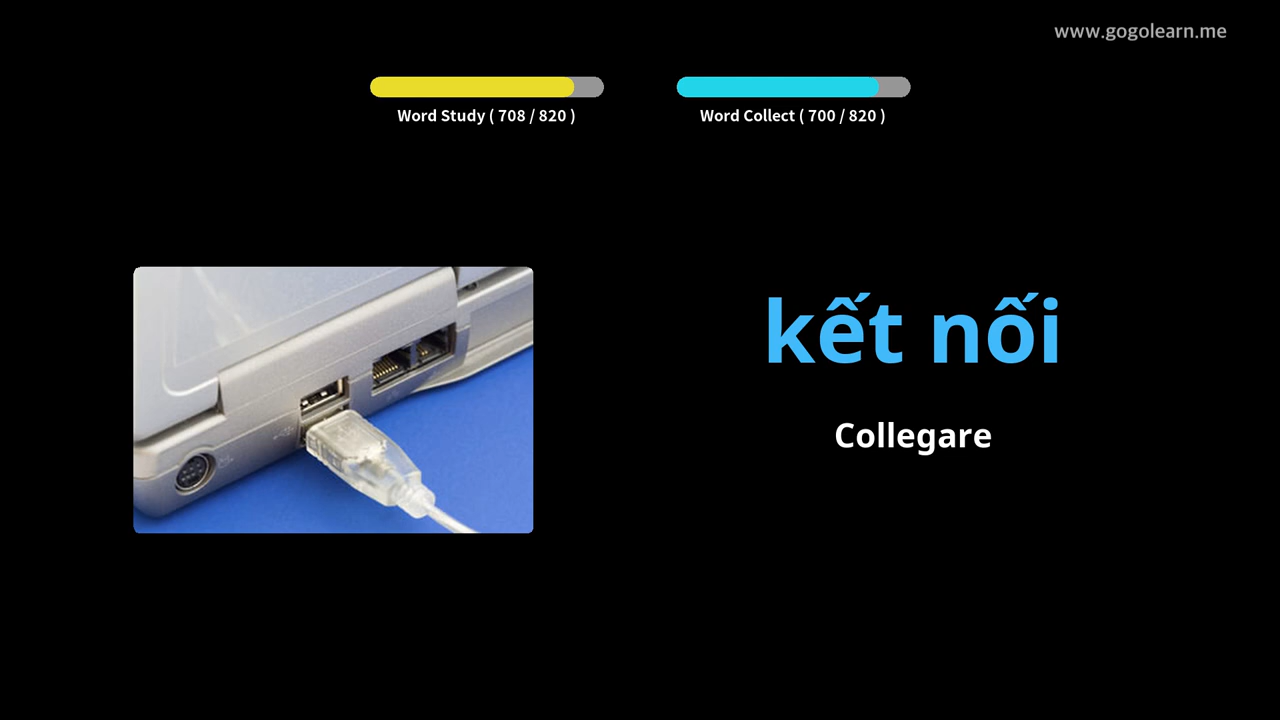 www.gogolearn.me
Word Study ( 708 / 820 )
Word Collect ( 700 / 820 )
kết nối
Collegare